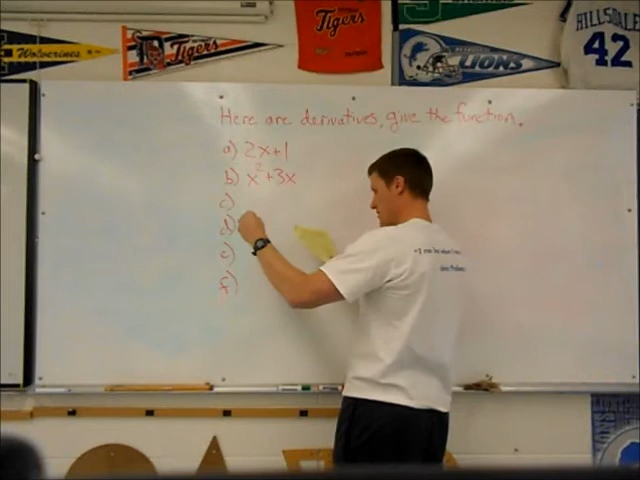 Wolverines
Tigers
Tigers
LIONS
HILLSDALE
42
Here are derivatives, give the function.
a) 2x+1
b) x²+3x
c)
d)
e)
f)